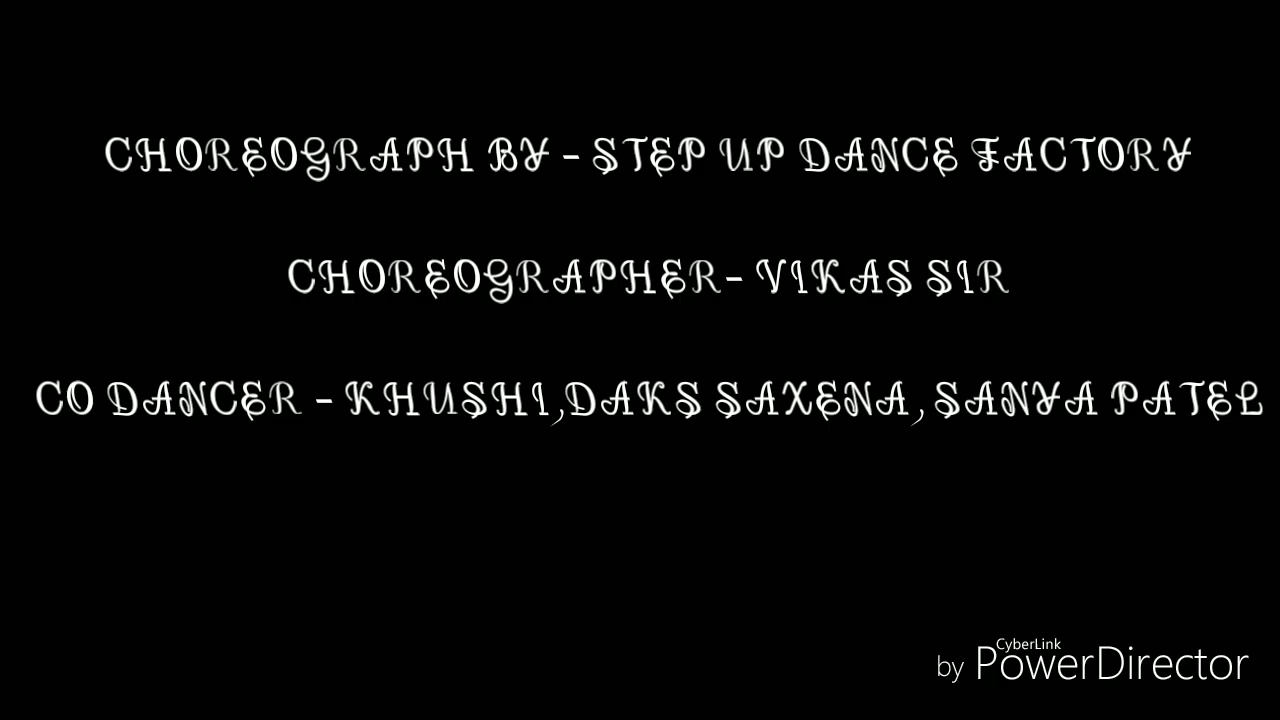 CHOREOGRAPH BY - STEP UP DANCE FACTORY
CHOREOGRAPHER- VIKAS SIR
CO DANCER - KHUSHI,DAKS SAXENA, SANYA PATEL
CyberLink
by PowerDirector